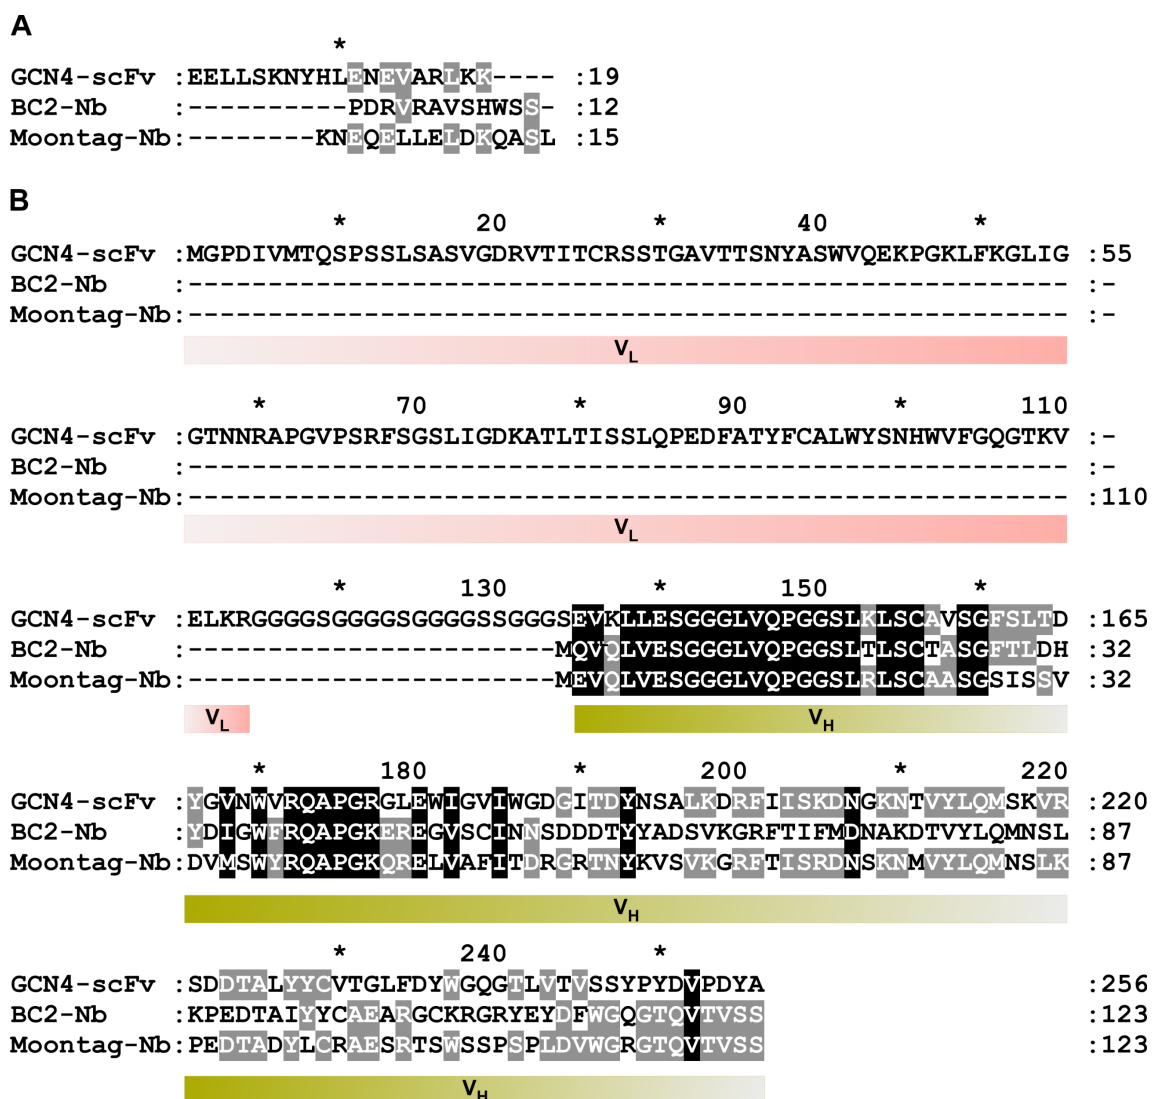 A
*
GCN4-scFv :EELLSKNYHLENEVARLKK---- :19
BC2-Nb :----------PDRVRAVSHWSS- :12
Moontag-Nb:--------KNEQELLELDKQASL :15
B
* 20 * 40 *
GCN4-scFv :MGPDIVMTQSPSSLSASVGDRVTITCRSSTGAVTTSNYASWVQEKPGKLFKGLIG :55
BC2-Nb :------------------------------------------------------- :-
Moontag-Nb:------------------------------------------------------- :-
VL
* 70 * 90 * 110
GCN4-scFv :GTNNRAPGVPSRFSGSLIGDKATLTISSLQPEDFATYFCALWYSNHWVFGQGTKV :-
BC2-Nb :------------------------------------------------------- :-
Moontag-Nb:------------------------------------------------------- :110
VL
* 130 * 150 *
GCN4-scFv :ELKRGGGGSGGGGSGGGGSSGGGSEVKLLESGGGLVQPGGSLKLSCAVSGFSLTD :165
BC2-Nb :-----------------------MQVQLVESGGGLVQPGGSLTLSCTASGFTLDH :32
Moontag-Nb:-----------------------MEVQLVESGGGLVQPGGSLRLSCAASGSISSV :32
VL VH
* 180 * 200 * 220
GCN4-scFv :YGVNWVRQAPGRGLEWIGVIWGDGITDYNSALKDRFIISKDNGKNTVYLQMSKVR :220
BC2-Nb :YDIGWFRQAPGKEREGVSCINNSDDDTYYADSVKGRFTIFMDNAKDTVYLQMNSL :87
Moontag-Nb:DVMSWYRQAPGKQRELVAFITDRGRTNYKVSVKGRFTISRDNSKNMVYLQMNSLK :87
VH
* 240 *
GCN4-scFv :SDDTALYYCVTGLFDYWGQGTLVTVSSYPYDVPDYA :256
BC2-Nb :KPEDTAIYYCAEARGCKRGRYEYDFWGQGTQVTVSS :123
Moontag-Nb:PEDTADYLCRAESRTSWSSPSPLDVWGRGTQVTVSS :123
VH